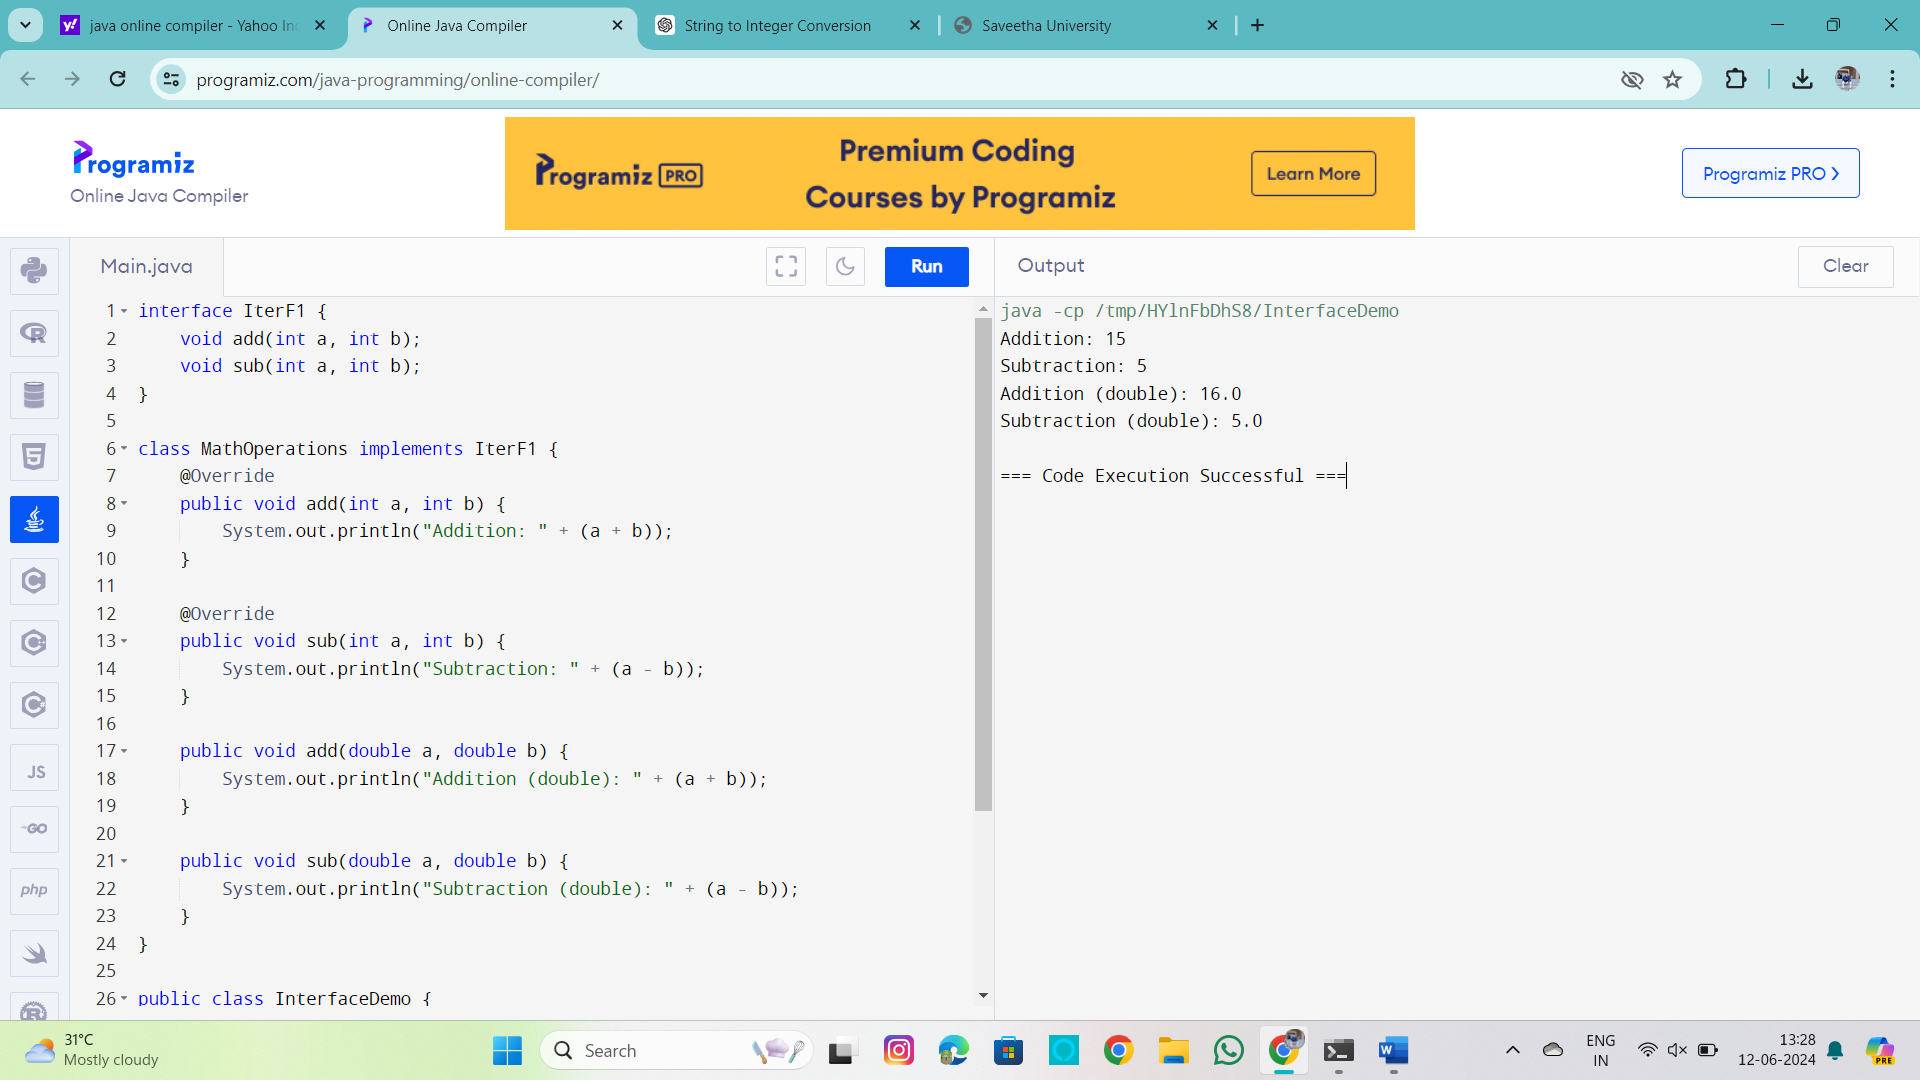 java online compiler - Yahoo In
Online Java Compiler
String to Integer Conversion
Saveetha University
programiz.com/java-programming/online-compiler/
Programiz
Online Java Compiler
Programiz PRO
Premium Coding
Courses by Programiz
Learn More
Programiz PRO
Main.java
Run
Output
Clear
1 interface IterF1 {
2 void add(int a, int b);
3 void sub(int a, int b);
4 }
5
6 class MathOperations implements IterF1 {
7 @Override
8 public void add(int a, int b) {
9 System.out.println("Addition: " + (a + b));
10 }
11
12 @Override
13 public void sub(int a, int b) {
14 System.out.println("Subtraction: " + (a - b));
15 }
16
17 public void add(double a, double b) {
18 System.out.println("Addition (double): " + (a + b));
19 }
20
21 public void sub(double a, double b) {
22 System.out.println("Subtraction (double): " + (a - b));
23 }
24 }
25
26 public class InterfaceDemo {
java -cp /tmp/HYlnFbDhS8/InterfaceDemo
Addition: 15
Subtraction: 5
Addition (double): 16.0
Subtraction (double): 5.0
=== Code Execution Successful ===
JS
GO
php
31°C
Mostly cloudy
Search
ENG
IN
13:28
12-06-2024
PRE